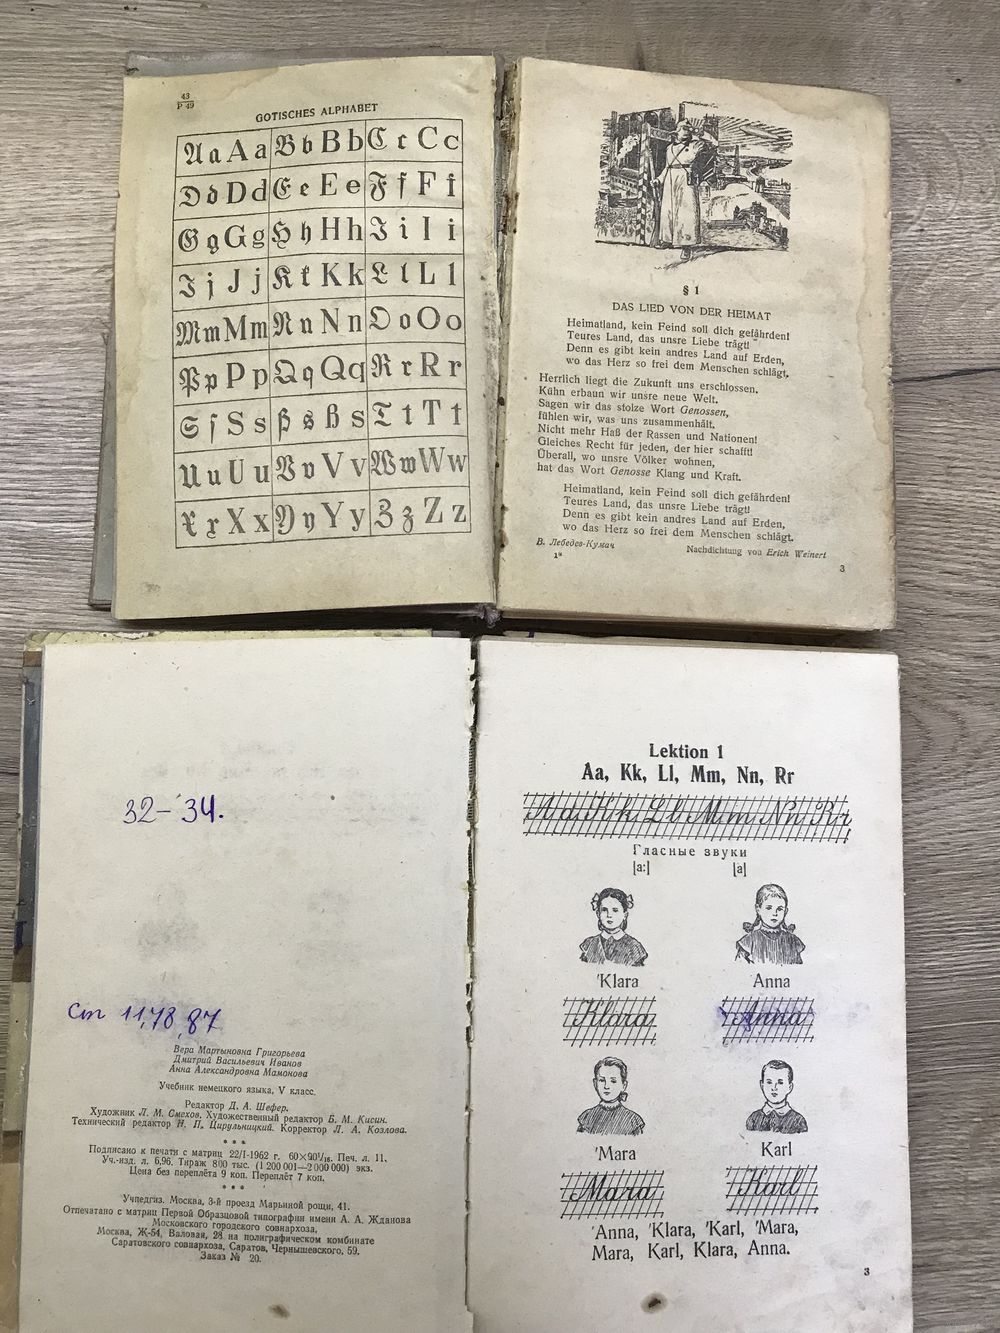 43
Р 49
GOTISCHES ALPHABET
𝔄𝔞 A a 𝔅𝔟 B b ℭ𝔠 C c
𝔇𝔡 D d 𝔈𝔢 E e 𝔉𝔣 F f
𝔊𝔤 G g ℌ𝔥 H h ℑ𝔦 I i
𝔍𝔧 J j 𝔎𝔨 K k 𝔏𝔩 L l
𝔐𝔪 M m 𝔑𝔫 N n 𝔒𝔬 O o
𝔓𝔭 P p 𝔔𝔮 Q q ℜ𝔯 R r
𝔖ſ S s ß 𝔰 ß s 𝔗𝔱 T t
𝔘𝔲 U u 𝔙𝔳 V v 𝔚𝔴 W w
𝔛𝔵 X x 𝔜𝔶 Y y ℨ𝔷 Z z
§ 1
DAS LIED VON DER HEIMAT
Heimatland, kein Feind soll dich gefährden!
Teures Land, das unsre Liebe trägt!
Denn es gibt kein andres Land auf Erden,
wo das Herz so frei dem Menschen schlägt.
Herrlich liegt die Zukunft uns erschlossen.
Kühn erbaun wir unsre neue Welt.
Sagen wir das stolze Wort Genossen,
fühlen wir, was uns zusammenhält.
Nicht mehr Haß der Rassen und Nationen!
Gleiches Recht für jeden, der hier schafft!
Überall, wo unsre Völker wohnen,
hat das Wort Genosse Klang und Kraft.
Heimatland, kein Feind soll dich gefährden!
Teures Land, das unsre Liebe trägt!
Denn es gibt kein andres Land auf Erden,
wo das Herz so frei dem Menschen schlägt.
В. Лебедев-Кумач
Nachdichtung von Erich Weinert
1*
3
32-34.
Ст 11,78,87
Вера Мартыновна Григорьева
Дмитрий Васильевич Иванов
Анна Александровна Мамонова
Учебник немецкого языка, V класс.
Редактор Д. А. Шефер.
Художник Л. М. Смехов. Художественный редактор Б. М. Кисин.
Технический редактор Н. П. Цирульницкий. Корректор Л. А. Козлова.
* * *
Подписано к печати с матриц 22/I-1962 г. 60×90¹/₁₆. Печ. л. 11.
Уч.-изд. л. 6,96. Тираж 800 тыс. (1 200 001—2 000 000) экз.
Цена без переплёта 9 коп. Переплёт 7 коп.
* * *
Учпедгиз. Москва, 3-й проезд Марьиной рощи, 41.
Отпечатано с матриц Первой Образцовой типографии имени А. А. Жданова
Московского городского совнархоза.
Москва, Ж-54, Валовая, 28 на полиграфическом комбинате
Саратовского совнархоза, Саратов, Чернышевского, 59.
Заказ № 20.
Lektion 1
Aa, Kk, Ll, Mm, Nn, Rr
Aa Kk Ll Mm Nn Rr
Гласные звуки
[a:] [a]
'Klara Anna
Klara Anna
'Mara Karl
Mara Karl
'Anna, 'Klara, 'Karl, 'Mara,
Mara, Karl, Klara, Anna.
3